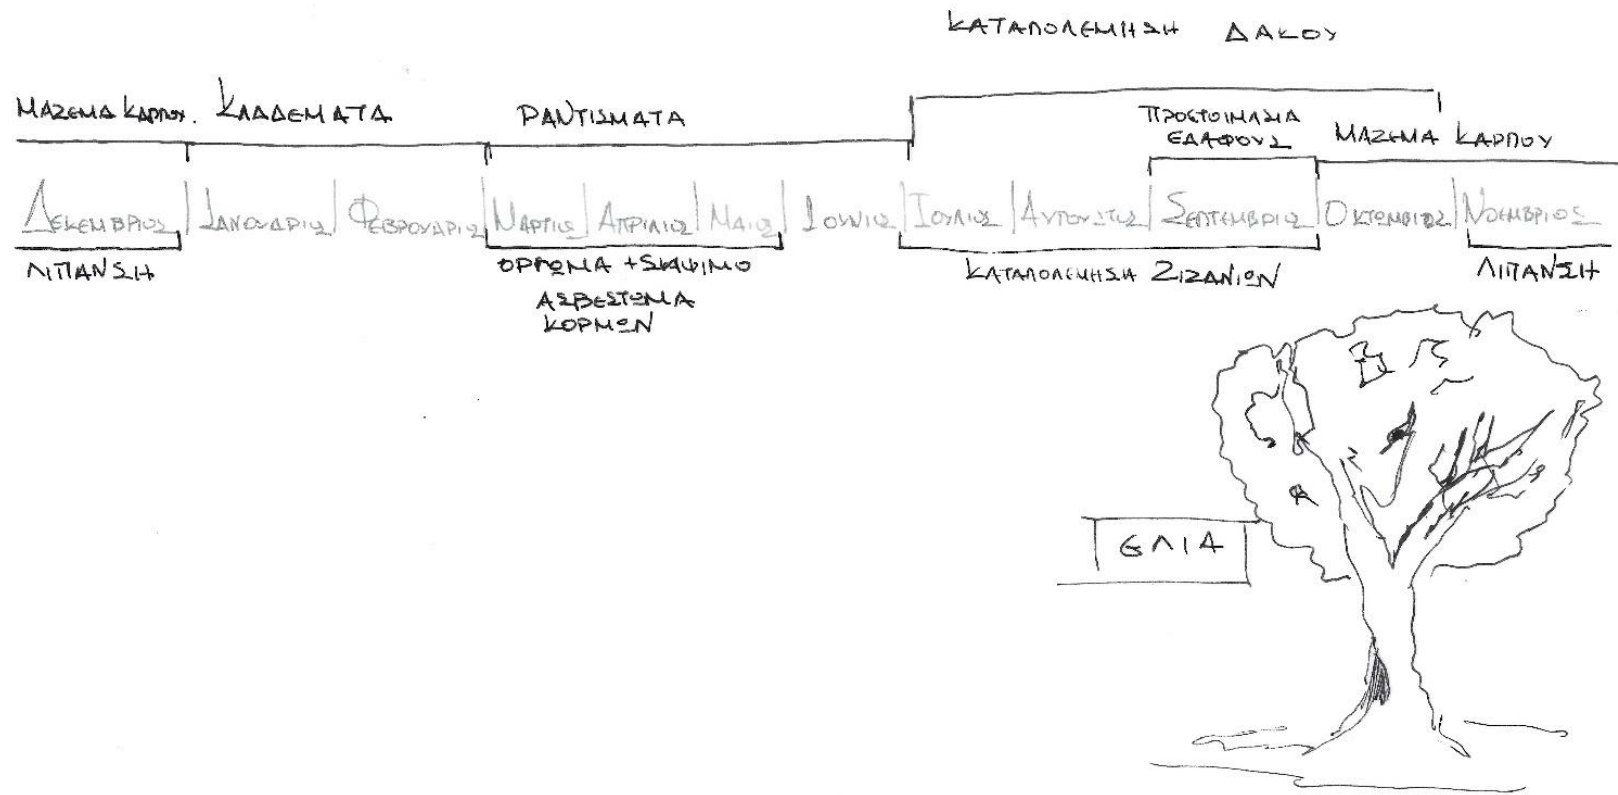 ΚΑΤΑΠΟΛΕΜΗΣΗ ΔΑΚΟΥ
ΜΑΖΕΜΑ ΚΑΡΠΟΥ. ΚΛΑΔΕΜΑΤΑ ΡΑΝΤΙΣΜΑΤΑ
ΠΡΟΕΤΟΙΜΑΣΙΑ
ΕΔΑΦΟΥΣ
ΜΑΖΕΜΑ ΚΑΡΠΟΥ
ΔΕΚΕΜΒΡΙΟΣ ΙΑΝΟΥΑΡΙΟΣ ΦΕΒΡΟΥΑΡΙΟΣ ΜΑΡΤΙΟΣ ΑΠΡΙΛΙΟΣ ΜΑΙΟΣ ΙΟΥΝΙΟΣ ΙΟΥΛΙΟΣ ΑΥΓΟΥΣΤΟΣ ΣΕΠΤΕΜΒΡΙΟΣ ΟΚΤΩΜΒΙΟΣ ΝΟΕΜΒΡΙΟΣ
ΛΙΠΑΝΣΗ
ΟΡΓΩΜΑ + ΣΚΑΨΙΜΟ
ΑΣΒΕΣΤΩΜΑ
ΚΟΡΜΩΝ
ΚΑΤΑΠΟΛΕΜΗΣΗ ΖΙΖΑΝΙΩΝ
ΛΙΠΑΝΣΗ
ΕΛΙΑ